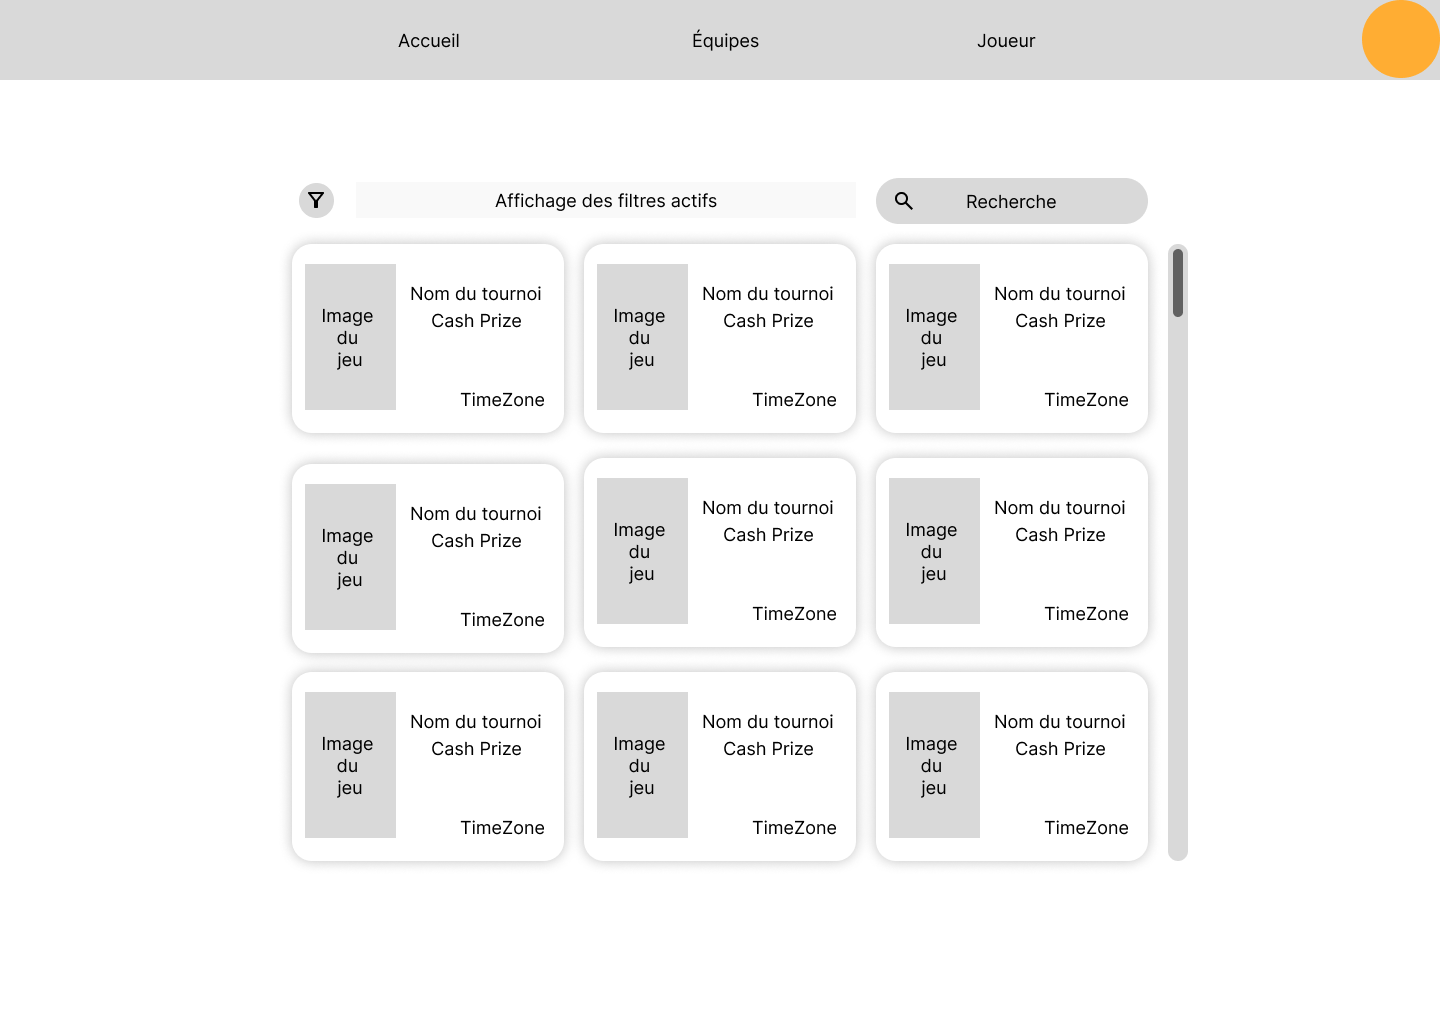 Accueil
Équipes
Joueur
Affichage des filtres actifs
Recherche
Image
du
jeu
Nom du tournoi
Cash Prize
TimeZone
Image
du
jeu
Nom du tournoi
Cash Prize
TimeZone
Image
du
jeu
Nom du tournoi
Cash Prize
TimeZone
Image
du
jeu
Nom du tournoi
Cash Prize
TimeZone
Image
du
jeu
Nom du tournoi
Cash Prize
TimeZone
Image
du
jeu
Nom du tournoi
Cash Prize
TimeZone
Image
du
jeu
Nom du tournoi
Cash Prize
TimeZone
Image
du
jeu
Nom du tournoi
Cash Prize
TimeZone
Image
du
jeu
Nom du tournoi
Cash Prize
TimeZone